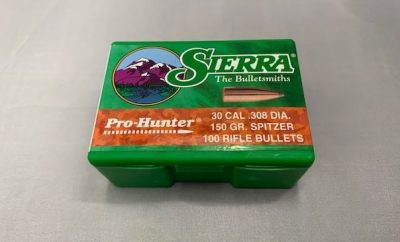 SIERRA®
The Bulletsmiths
Pro-Hunter®
30 CAL .308 DIA.
150 GR. SPITZER
100 RIFLE BULLETS